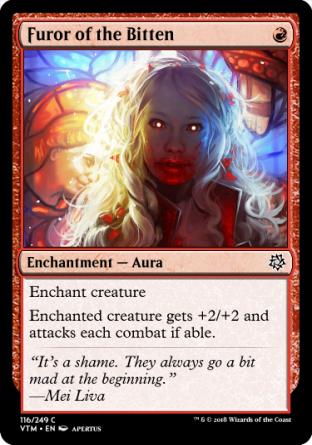 Furor of the Bitten
Enchantment — Aura
Enchant creature
Enchanted creature gets +2/+2 and
attacks each combat if able.
“It’s a shame. They always go a bit
mad at the beginning.”
—Mei Liva
116/249 C
VTM • EN APERTUS
™ & © 2018 Wizards of the Coast